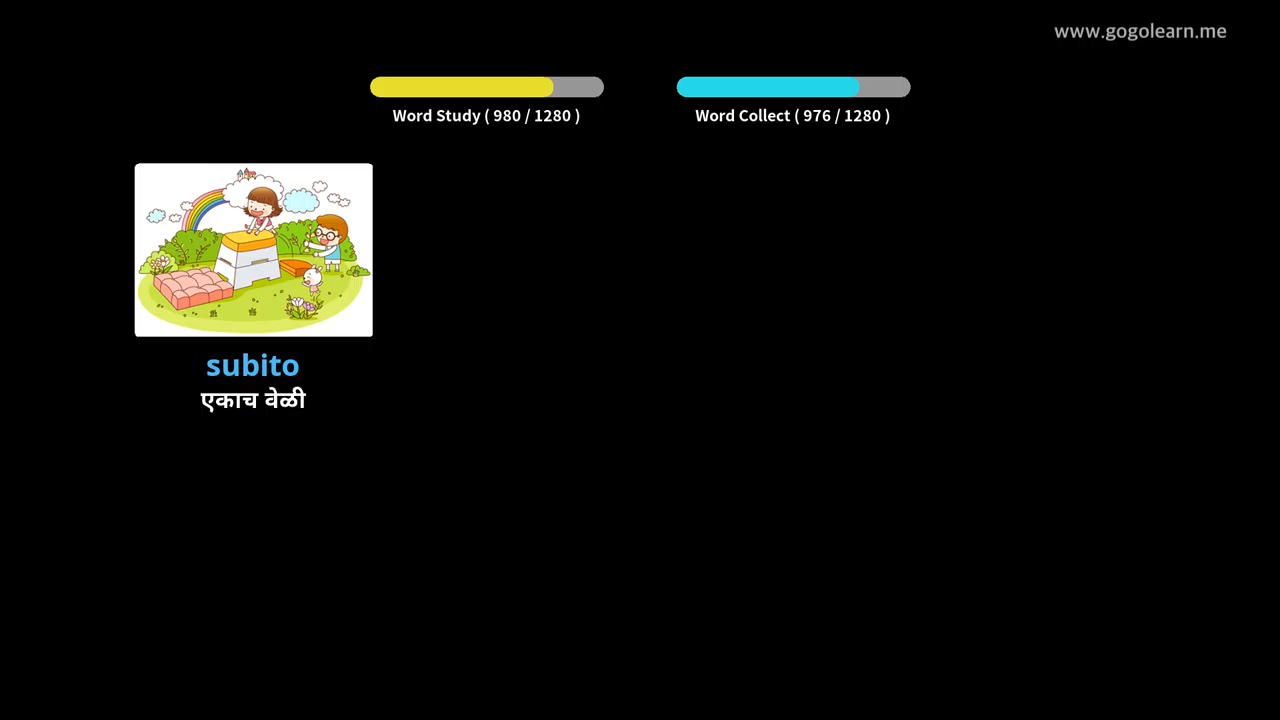 www.gogolearn.me
Word Study ( 980 / 1280 )
Word Collect ( 976 / 1280 )
subito
एकाच वेळी